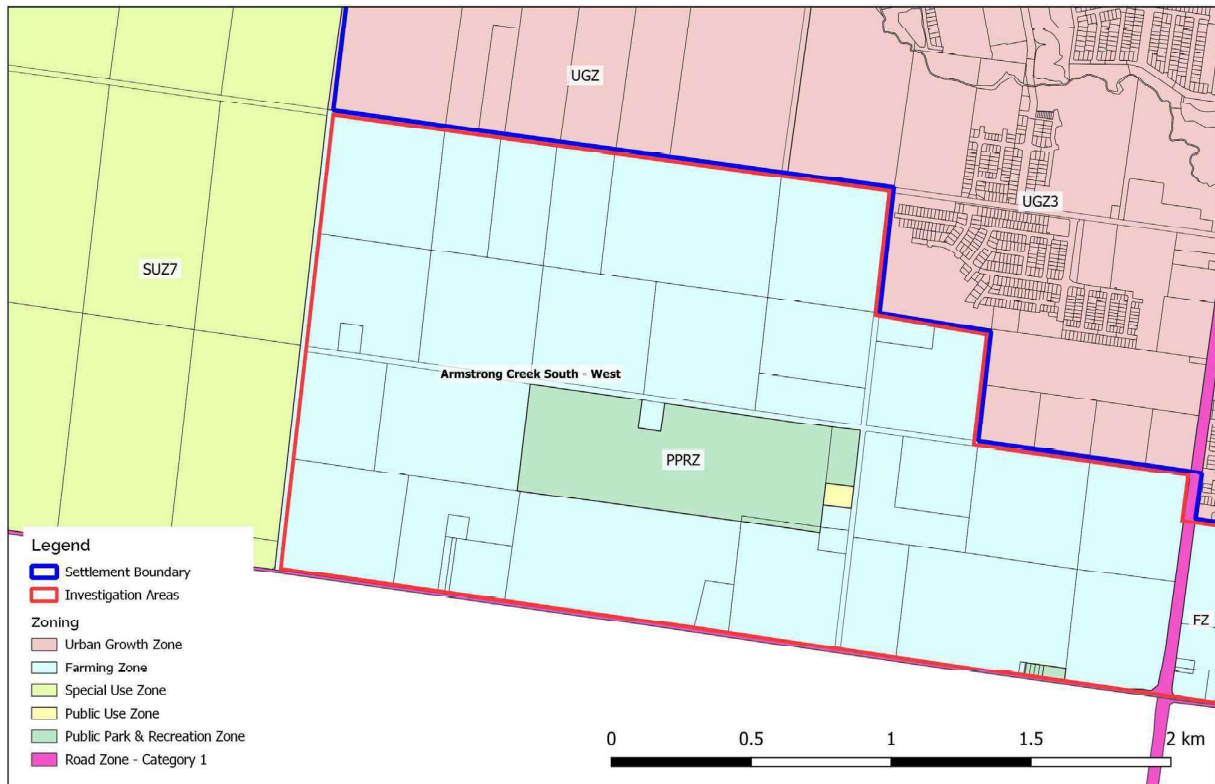 UGZ
UGZ3
SUZ7
Armstrong Creek South - West
PPRZ
FZ
Legend
Settlement Boundary
Investigation Areas
Zoning
Urban Growth Zone
Farming Zone
Special Use Zone
Public Use Zone
Public Park & Recreation Zone
Road Zone - Category 1
0 0.5 1 1.5 2 km